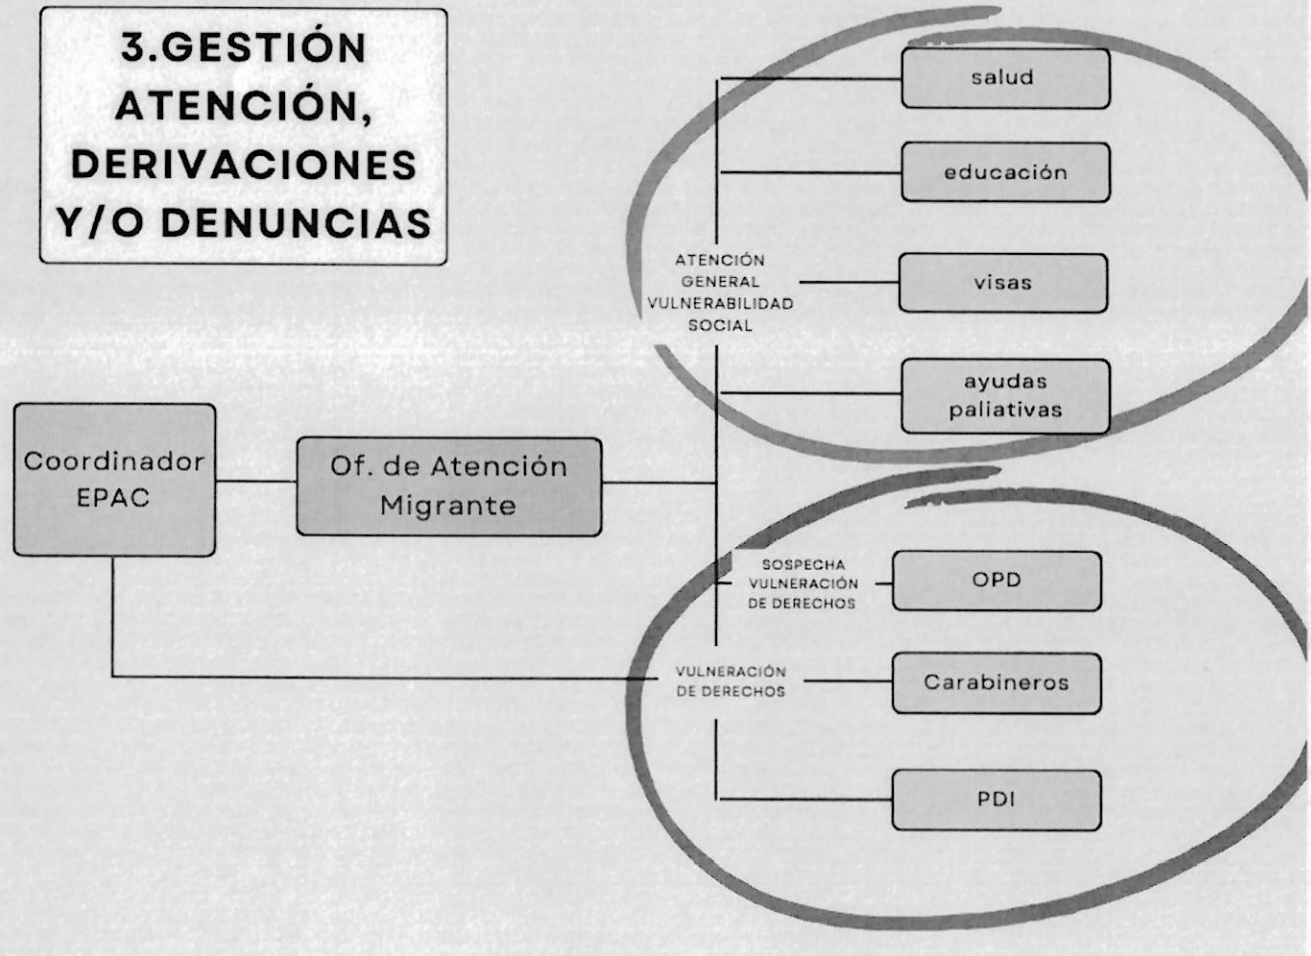 3.GESTIÓN
ATENCIÓN,
DERIVACIONES
Y/O DENUNCIAS
salud
educación
ATENCIÓN
GENERAL
VULNERABILIDAD
SOCIAL
visas
ayudas
paliativas
Coordinador
EPAC
Of. de Atención
Migrante
SOSPECHA
VULNERACIÓN
DE DERECHOS
OPD
VULNERACIÓN
DE DERECHOS
Carabineros
PDI